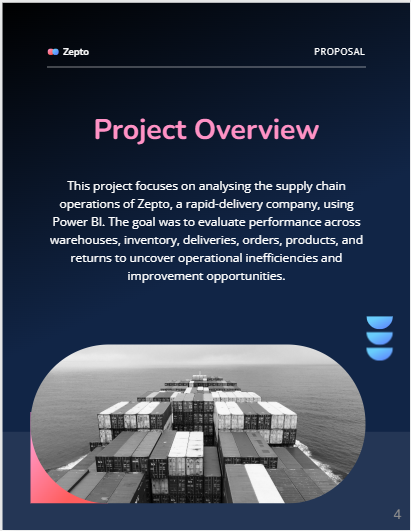 Zepto
PROPOSAL
Project Overview
This project focuses on analysing the supply chain
operations of Zepto, a rapid-delivery company, using
Power BI. The goal was to evaluate performance across
warehouses, inventory, deliveries, orders, products, and
returns to uncover operational inefficiencies and
improvement opportunities.
4